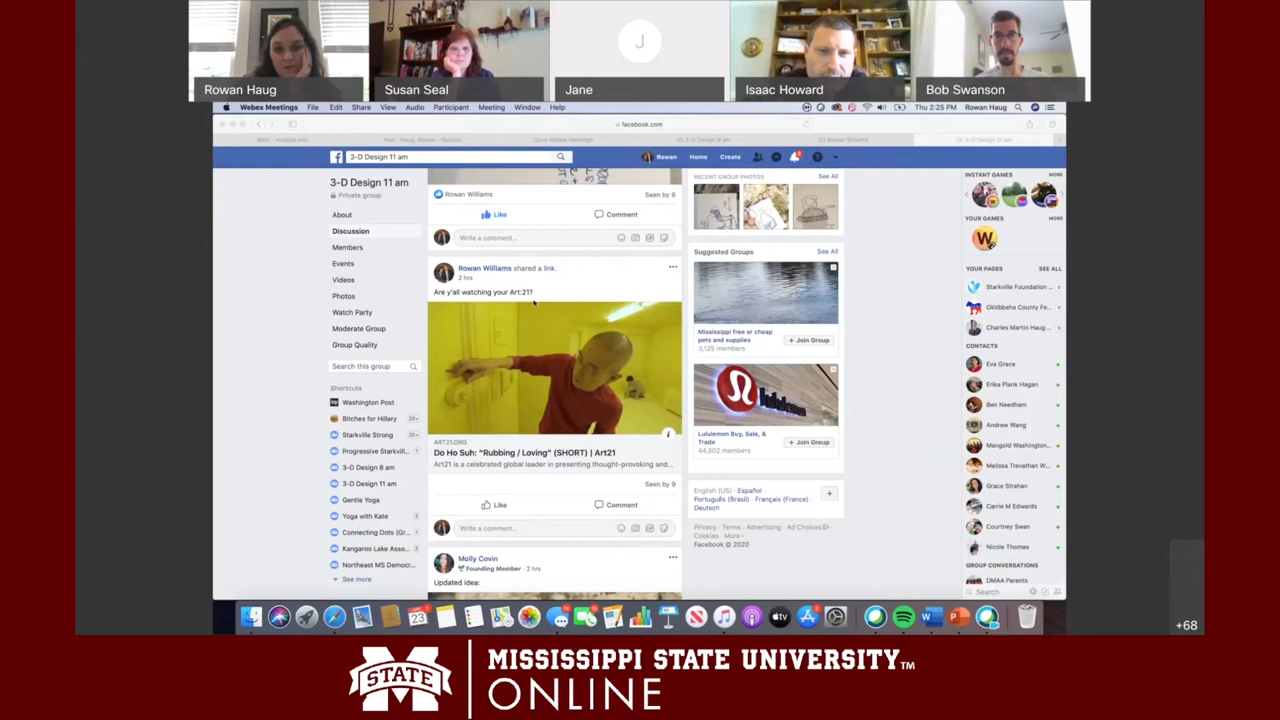 Rowan Haug
Susan Seal
J
Jane
Isaac Howard
Bob Swanson
Webex Meetings File Edit Share View Audio Participant Meeting Window Help
Thu 2:25 PM Rowan Haug
facebook.com
3-D Design 11 am
Rowan Home Create
3-D Design 11 am
Private group
About
Discussion
Members
Events
Videos
Photos
Watch Party
Moderate Group
Group Quality
Search this group
Shortcuts
Washington Post
Bitches for Hillary 20+
Starkville Strong 20+
Progressive Starkvill... 1
3-D Design 8 am
3-D Design 11 am
Gentle Yoga
Yoga with Kate 3
Connecting Dots (Gr...
Kangaroo Lake Asso...
Northeast MS Democr...
See more
Rowan Williams
Seen by 6
Like Comment
Write a comment...
Rowan Williams shared a link.
2 hrs
Are y'all watching your Art:21?
ART21.ORG
Do Ho Suh: "Rubbing / Loving" (SHORT) | Art21
Art21 is a celebrated global leader in presenting thought-provoking and...
Seen by 9
Like Comment
Write a comment...
Molly Covin
Founding Member · 2 hrs
Updated idea:
RECENT GROUP PHOTOS See All
Suggested Groups See All
Mississippi free or cheap
pets and supplies
3,125 members
+ Join Group
lululemon
Lululemon Buy, Sale, &
Trade
44,602 members
+ Join Group
English (US) · Español ·
Português (Brasil) · Français (France) ·
Deutsch
Privacy · Terms · Advertising · Ad Choices
Cookies · More
Facebook © 2020
INSTANT GAMES MORE
YOUR GAMES MORE
W
YOUR PAGES SEE ALL
Starkville Foundation ...
Oktibbeha County Fe...
Charles Martin Haug ...
CONTACTS
Eva Grace
Erika Plank Hagan
Ben Needham
Andrew Wang
Mangold Washington...
Melissa Trevathan W...
Grace Strahan
Carrie M Edwards
Courtney Swan
Nicole Thomas
GROUP CONVERSATIONS
DMAA Parents
Search
+68
M
STATE
MISSISSIPPI STATE UNIVERSITY™
ONLINE